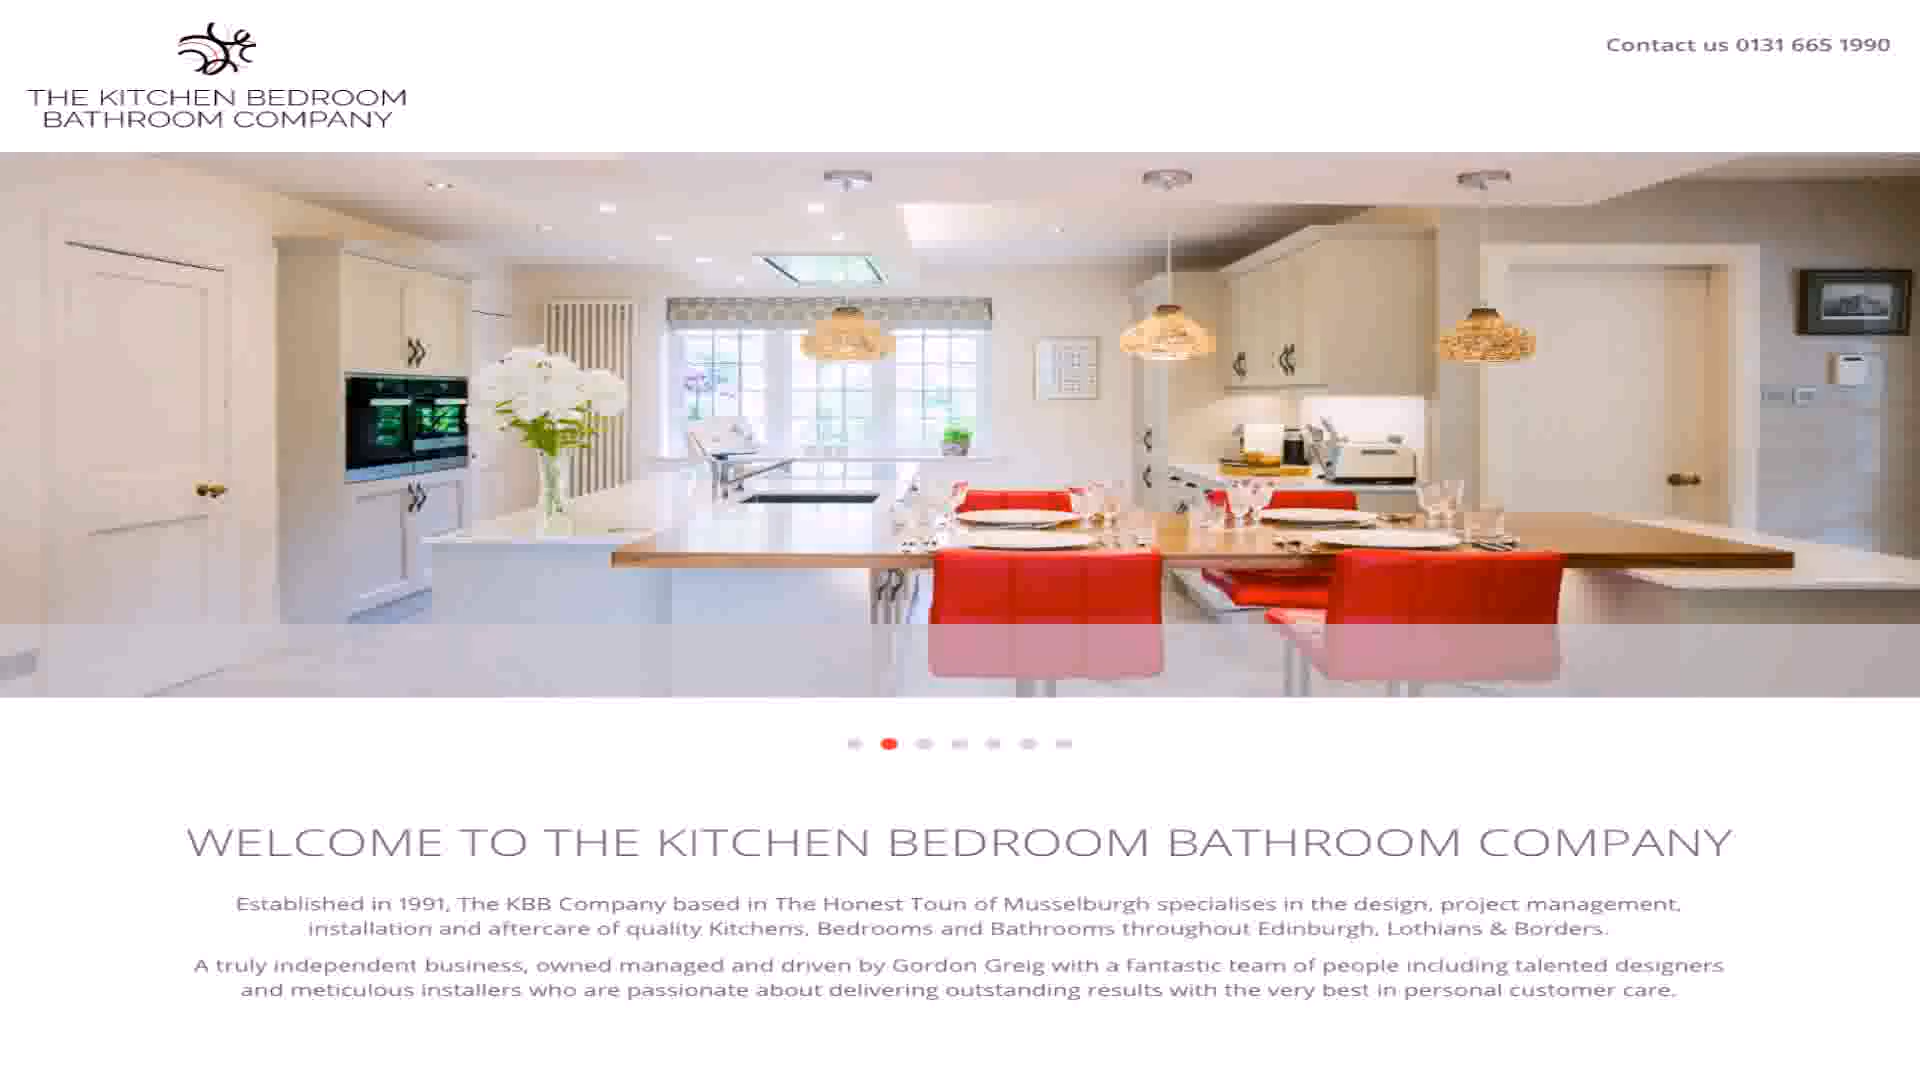 THE KITCHEN BEDROOM
BATHROOM COMPANY
Contact us 0131 665 1990
WELCOME TO THE KITCHEN BEDROOM BATHROOM COMPANY
Established in 1991, The KBB Company based in The Honest Toun of Musselburgh specialises in the design, project management,
installation and aftercare of quality Kitchens, Bedrooms and Bathrooms throughout Edinburgh, Lothians & Borders.
A truly independent business, owned managed and driven by Gordon Greig with a fantastic team of people including talented designers
and meticulous installers who are passionate about delivering outstanding results with the very best in personal customer care.